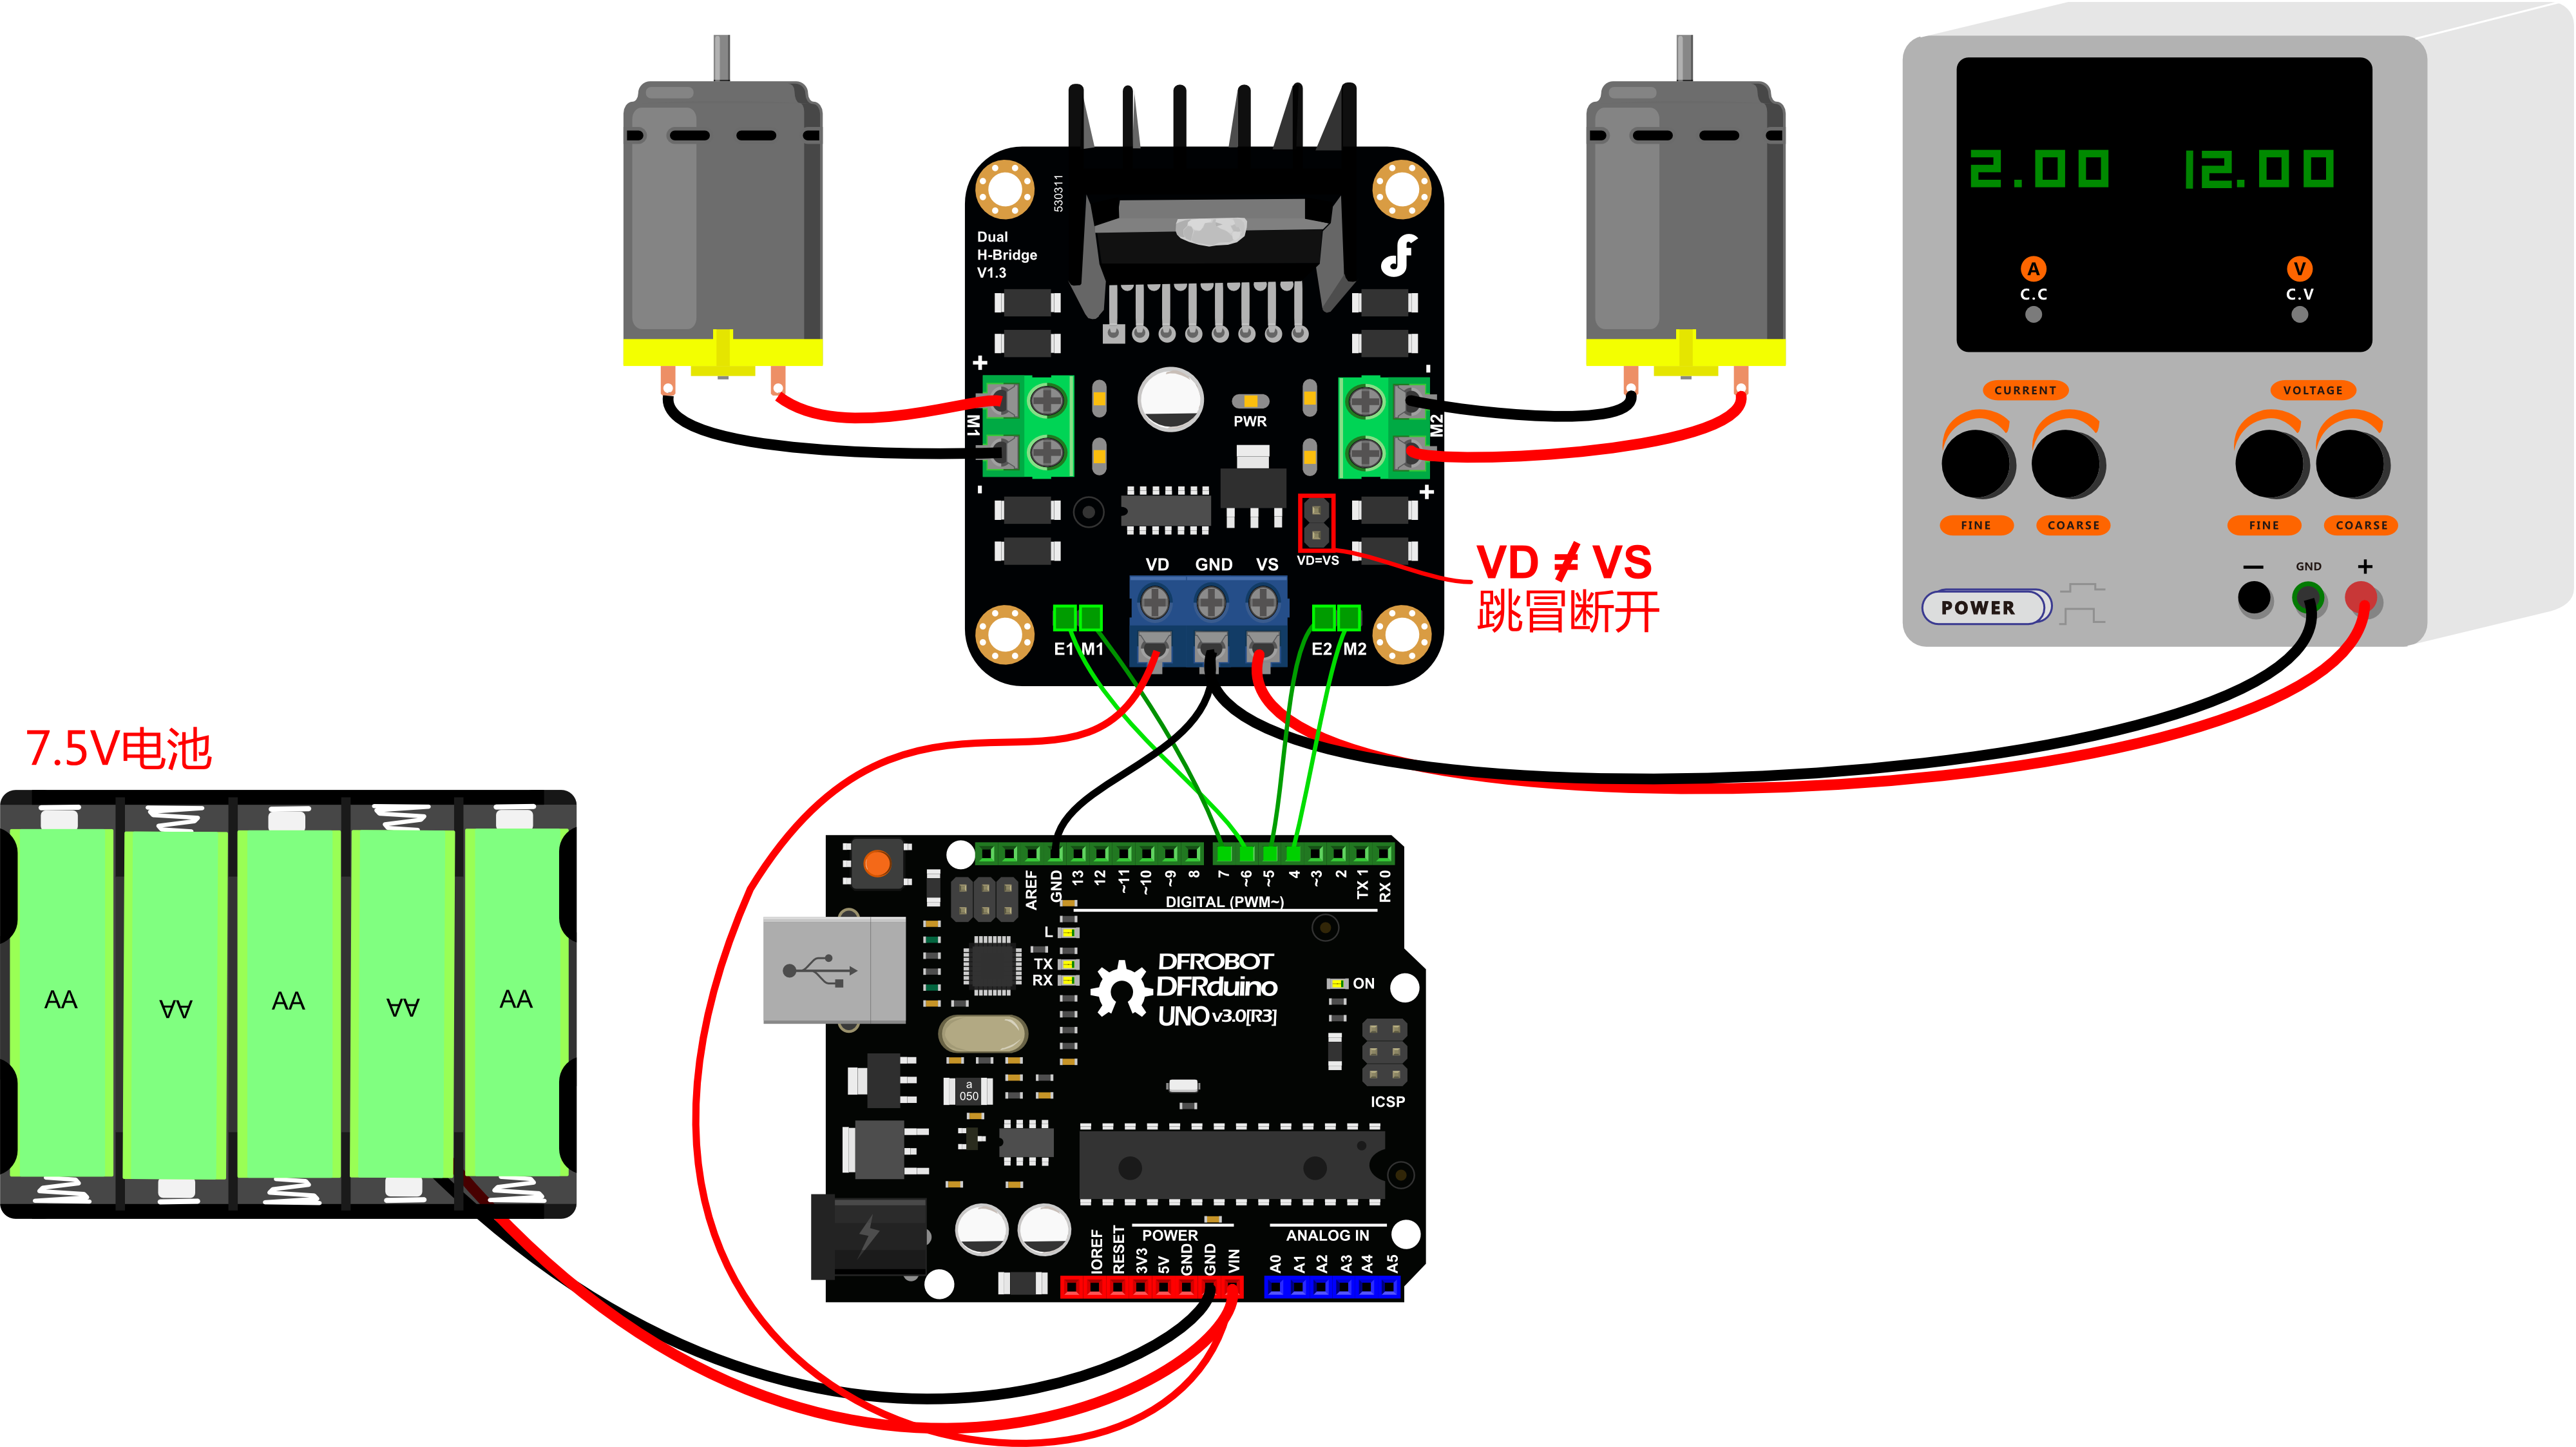 530311
Dual
H-Bridge
V1.3
2.00 12.00
A
C.C
V
C.V
CURRENT
VOLTAGE
FINE
COARSE
FINE
COARSE
POWER
−
GND
+
+
M1
-
PWR
-
M2
+
VD=VS
VD GND VS
E1 M1
E2 M2
VD ≠ VS
跳冒断开
7.5V电池
AA
AA
AA
AA
AA
AREF
GND
13
12
~11
~10
~9
8
7
~6
~5
4
~3
2
TX 1
RX 0
DIGITAL (PWM~)
L
TX
RX
DFROBOT
DFRduino
UNO v3.0[R3]
ON
ICSP
a
050
POWER
ANALOG IN
IOREF
RESET
3V3
5V
GND
GND
VIN
A0
A1
A2
A3
A4
A5